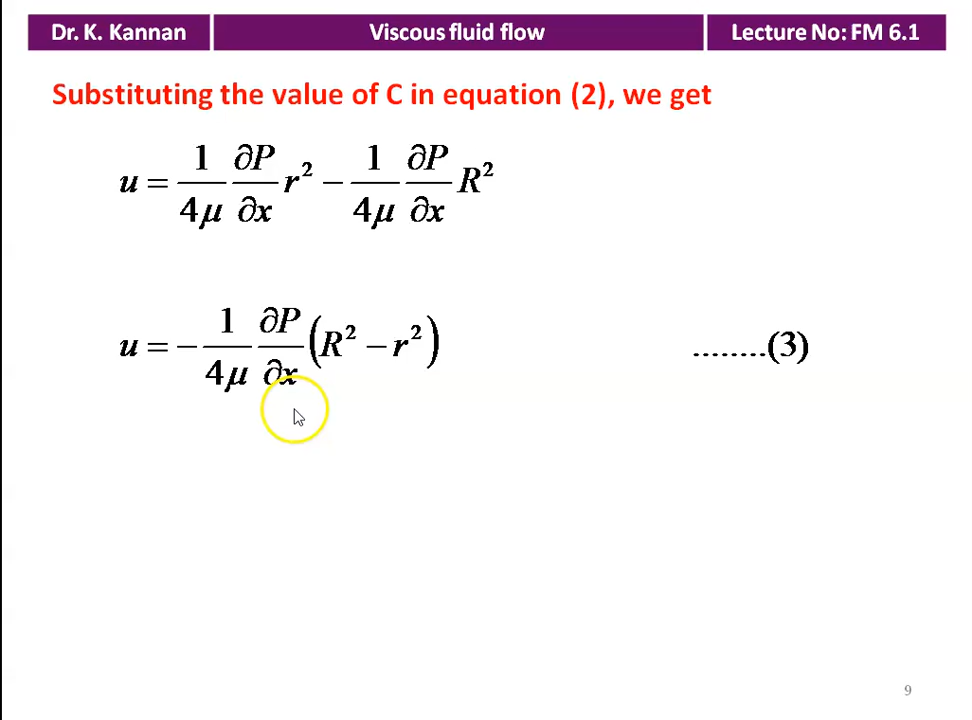 Dr. K. Kannan
Viscous fluid flow
Lecture No: FM 6.1
Substituting the value of C in equation (2), we get
u = 1/4μ ∂P/∂x r² − 1/4μ ∂P/∂x R²
u = − 1/4μ ∂P/∂x (R² − r²) ........(3)
9